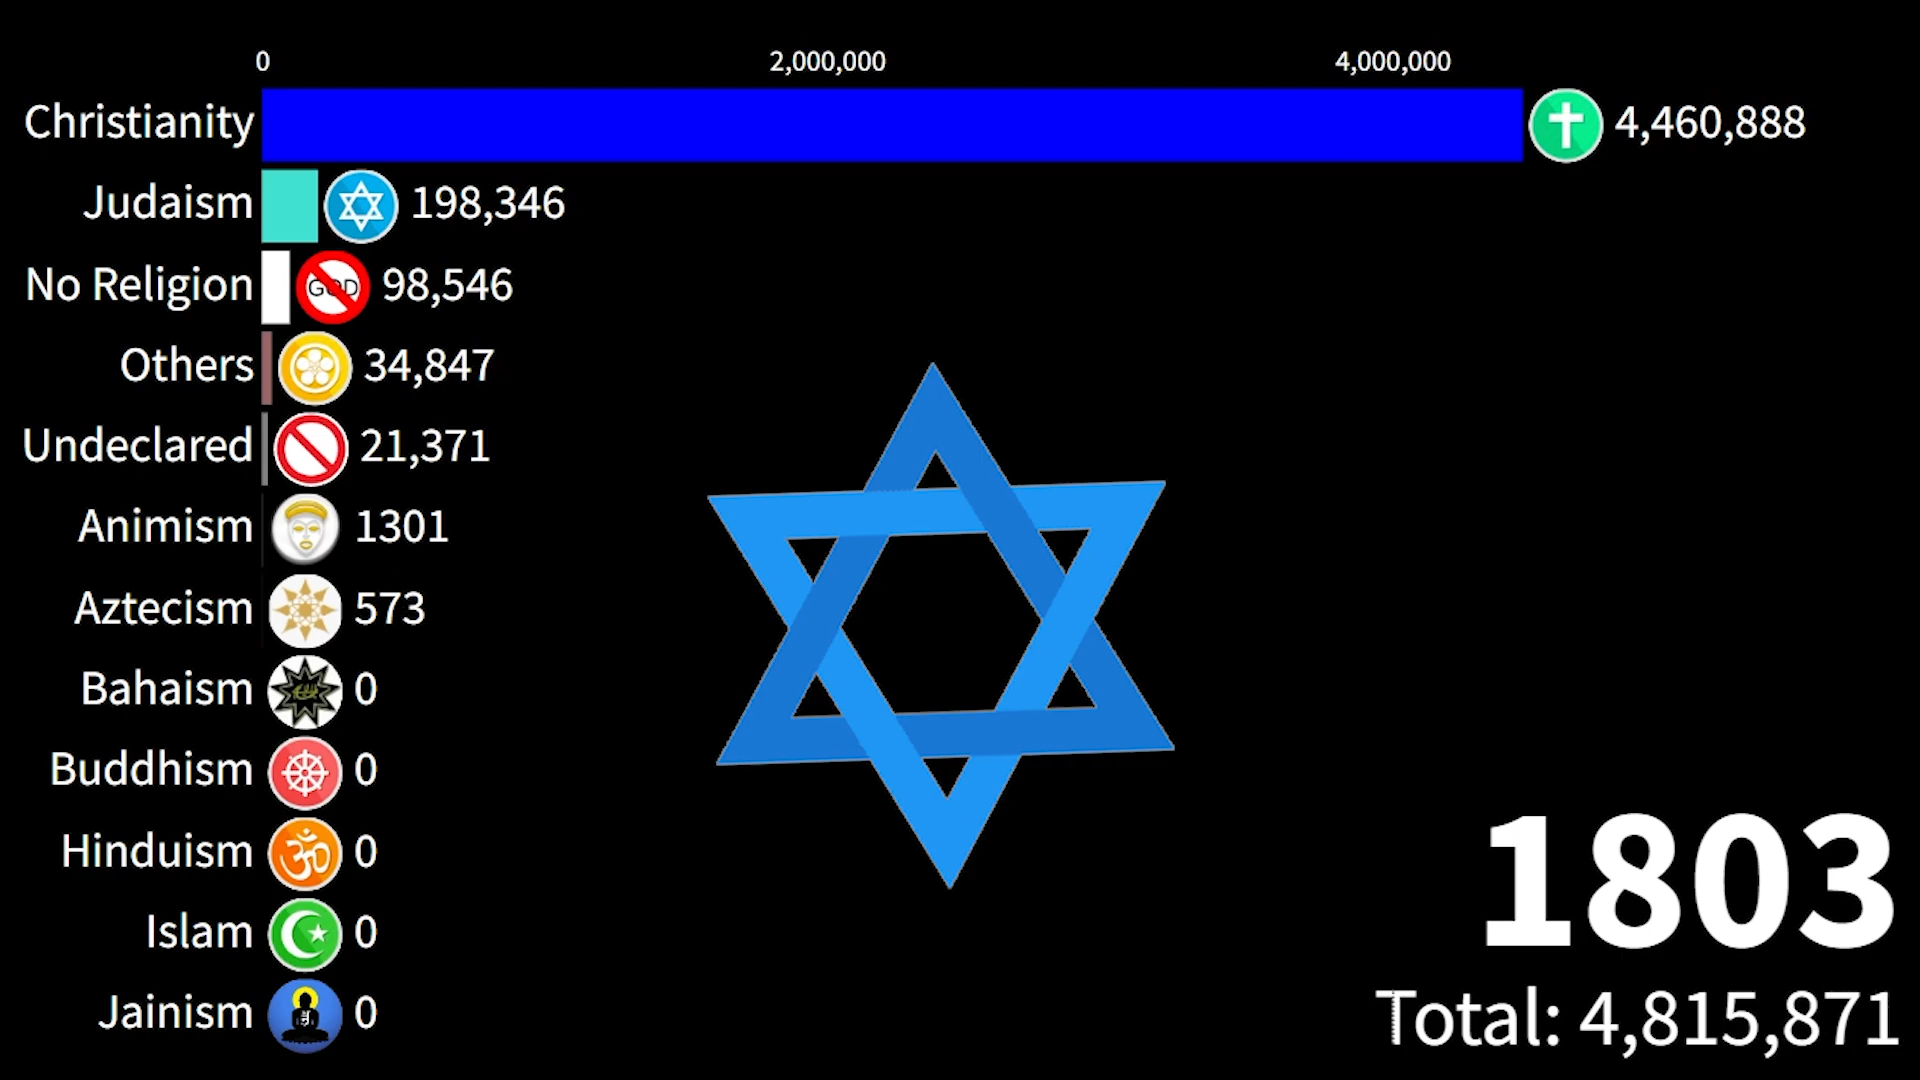 0 2,000,000 4,000,000
Christianity 4,460,888
Judaism 198,346
No Religion GOD 98,546
Others 34,847
Undeclared 21,371
Animism 1301
Aztecism 573
Bahaism 0
Buddhism 0
Hinduism ॐ 0
Islam 0
Jainism 0
1803
Total: 4,815,871